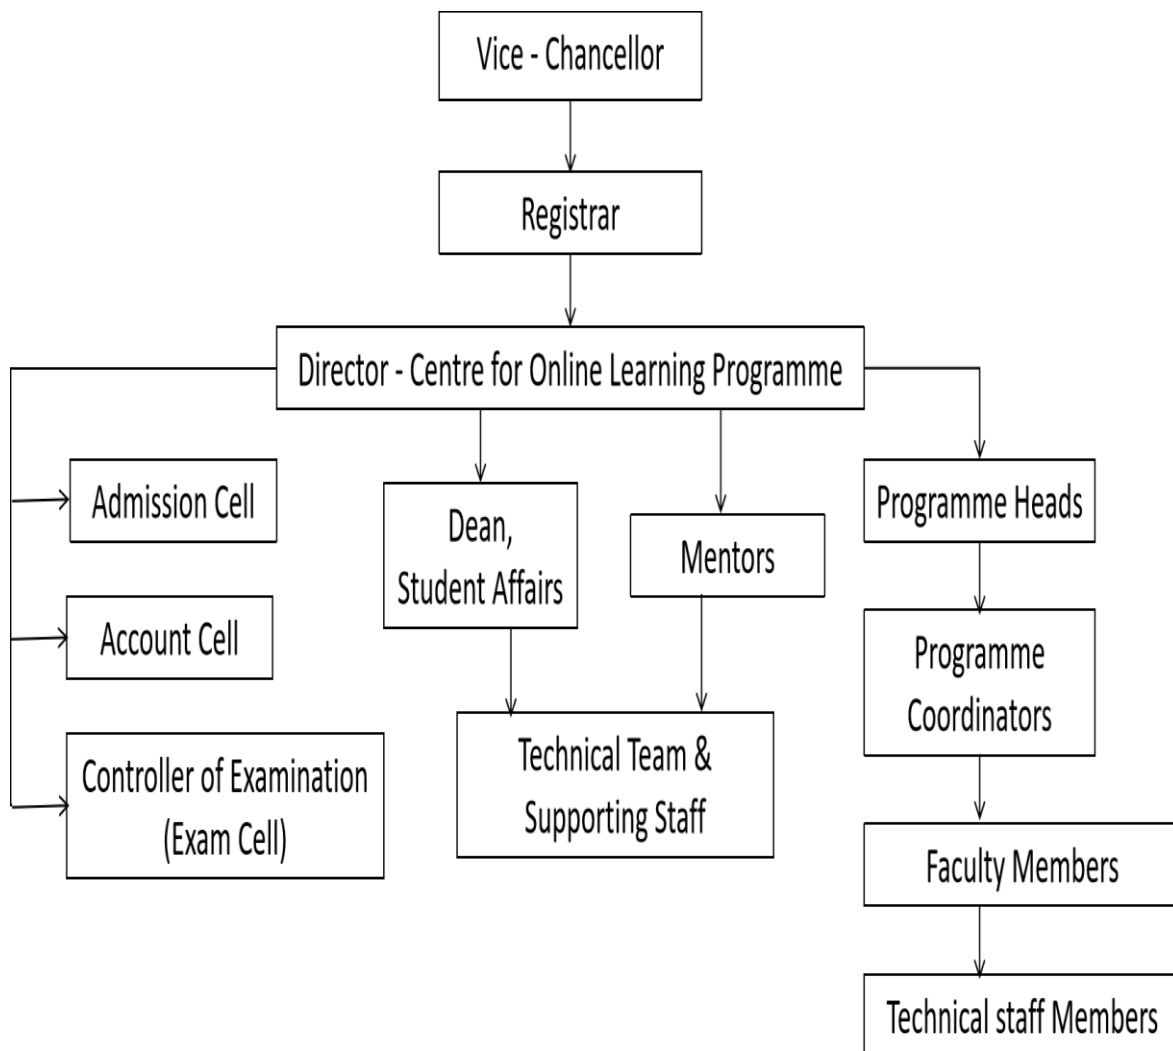 Vice - Chancellor
Registrar
Director - Centre for Online Learning Programme
Admission Cell
Account Cell
Controller of Examination
(Exam Cell)
Dean,
Student Affairs
Mentors
Technical Team &
Supporting Staff
Programme Heads
Programme
Coordinators
Faculty Members
Technical staff Members